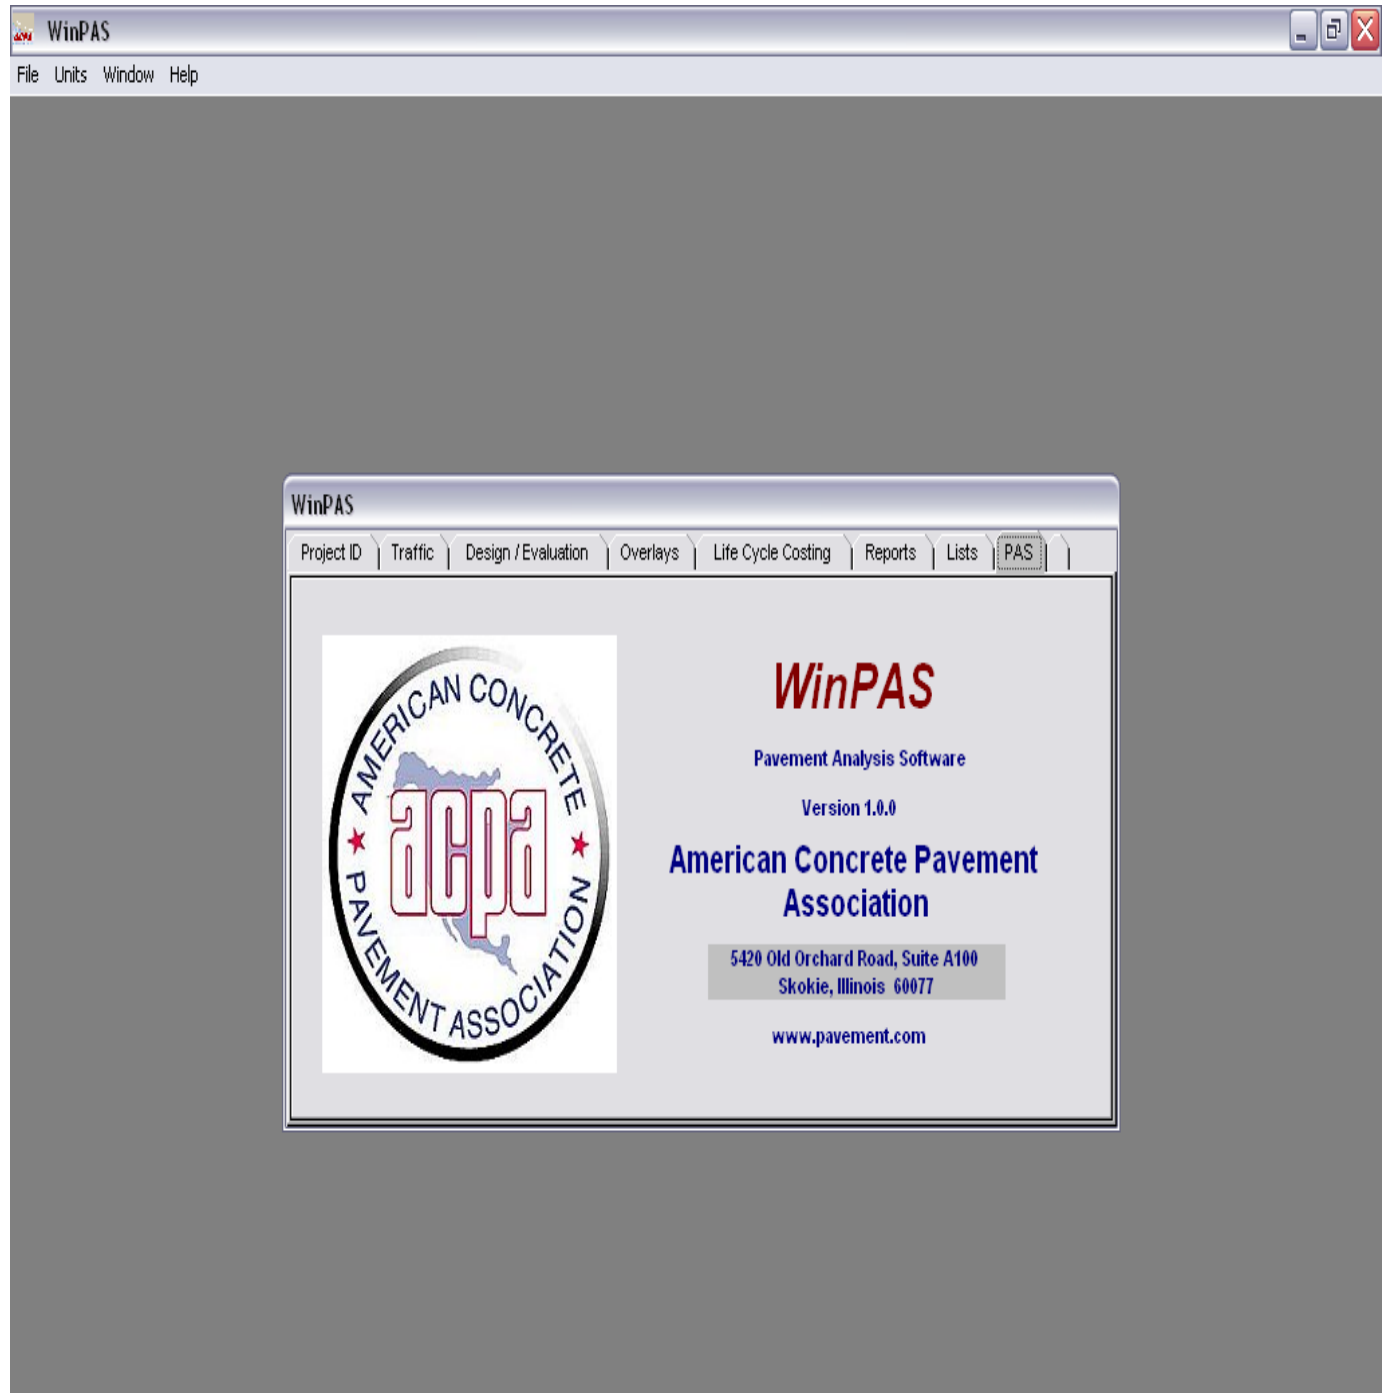 WinPAS
File Units Window Help
WinPAS
Project ID Traffic Design / Evaluation Overlays Life Cycle Costing Reports Lists PAS
AMERICAN CONCRETE
acpa
PAVEMENT ASSOCIATION
WinPAS
Pavement Analysis Software
Version 1.0.0
American Concrete Pavement
Association
5420 Old Orchard Road, Suite A100
Skokie, Illinois 60077
www.pavement.com